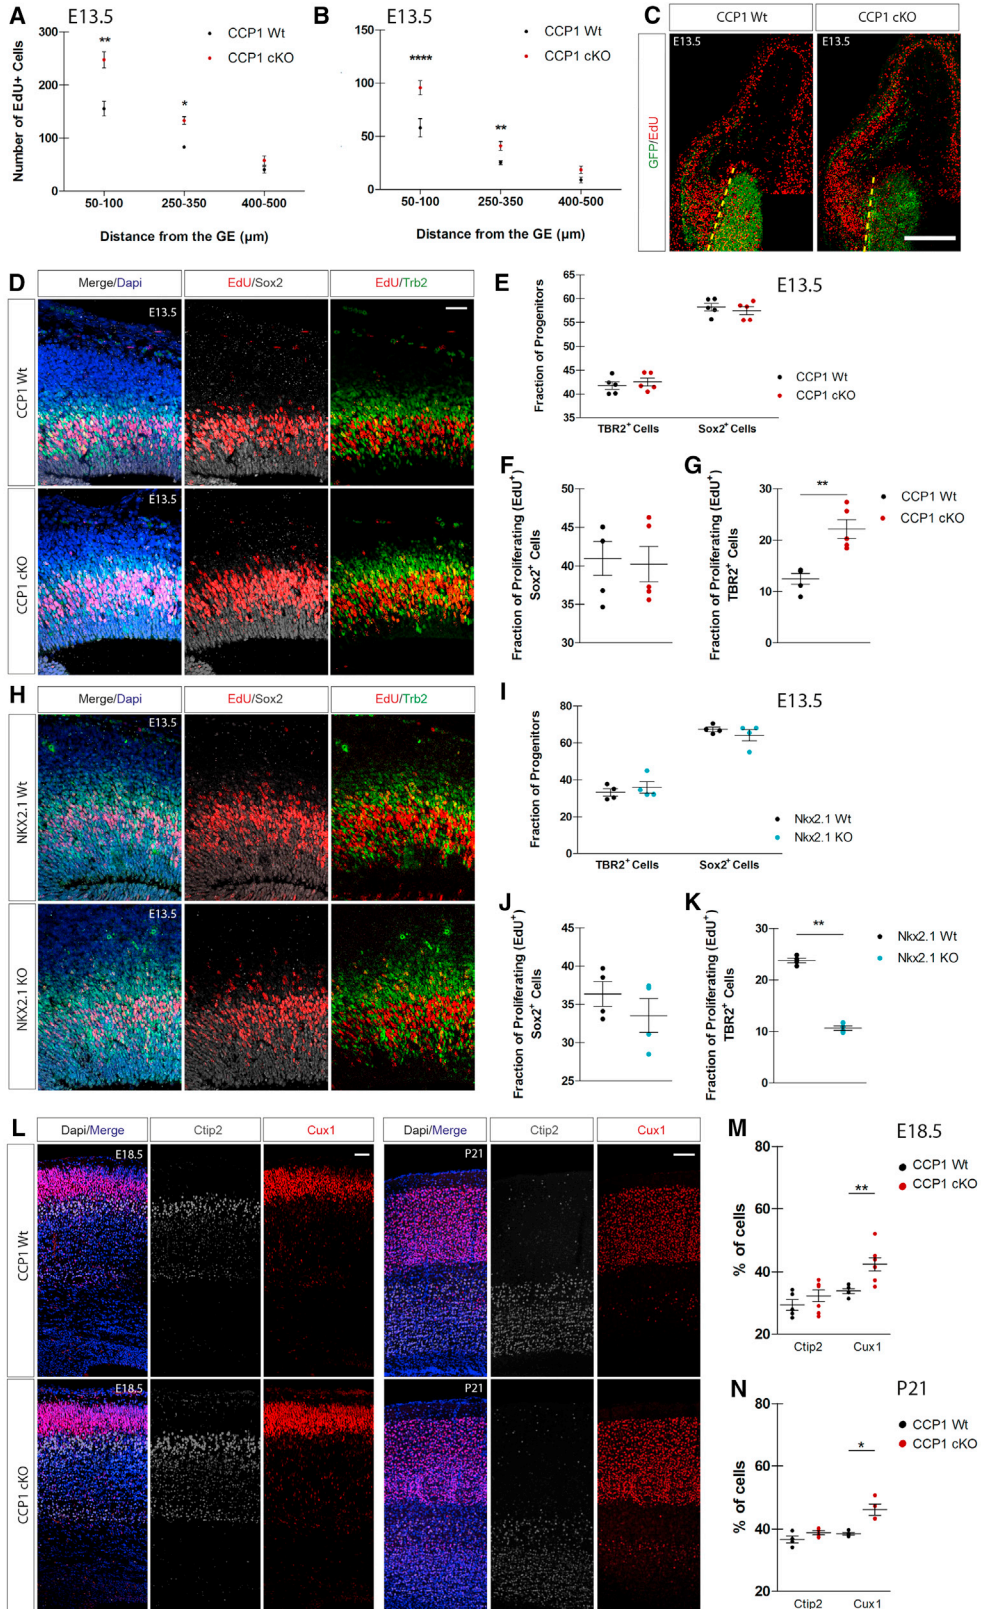 A E13.5
Number of EdU+ Cells
300
200
100
0
**
*
CCP1 Wt
CCP1 cKO
50-100 250-350 400-500
Distance from the GE (μm)
B E13.5
150
100
50
0
****
**
CCP1 Wt
CCP1 cKO
50-100 250-350 400-500
Distance from the GE (μm)
C CCP1 Wt CCP1 cKO
GFP/EdU
E13.5 E13.5
D Merge/Dapi EdU/Sox2 EdU/Trb2
CCP1 Wt
E13.5
CCP1 cKO
E13.5
E E13.5
Fraction of Progenitors
65
60
55
50
45
40
35
TBR2+ Cells Sox2+ Cells
CCP1 Wt
CCP1 cKO
F
Fraction of Proliferating (EdU+)
Sox2+ Cells
50
45
40
35
30
G
Fraction of Proliferating (EdU+)
TBR2+ Cells
30
20
10
0
**
CCP1 Wt
CCP1 cKO
H Merge/Dapi EdU/Sox2 EdU/Trb2
NKX2.1 Wt
E13.5
NKX2.1 KO
E13.5
I E13.5
Fraction of Progenitors
80
60
40
20
0
TBR2+ Cells Sox2+ Cells
Nkx2.1 Wt
Nkx2.1 KO
J
Fraction of Proliferating (EdU+)
Sox2+ Cells
45
40
35
30
25
K
Fraction of Proliferating (EdU+)
TBR2+ Cells
30
20
10
0
**
Nkx2.1 Wt
Nkx2.1 KO
L Dapi/Merge Ctip2 Cux1 Dapi/Merge Ctip2 Cux1
CCP1 Wt
E18.5 P21
CCP1 cKO
E18.5 P21
M E18.5
% of cells
80
60
40
20
**
CCP1 Wt
CCP1 cKO
Ctip2 Cux1
N P21
% of cells
80
60
40
20
*
CCP1 Wt
CCP1 cKO
Ctip2 Cux1